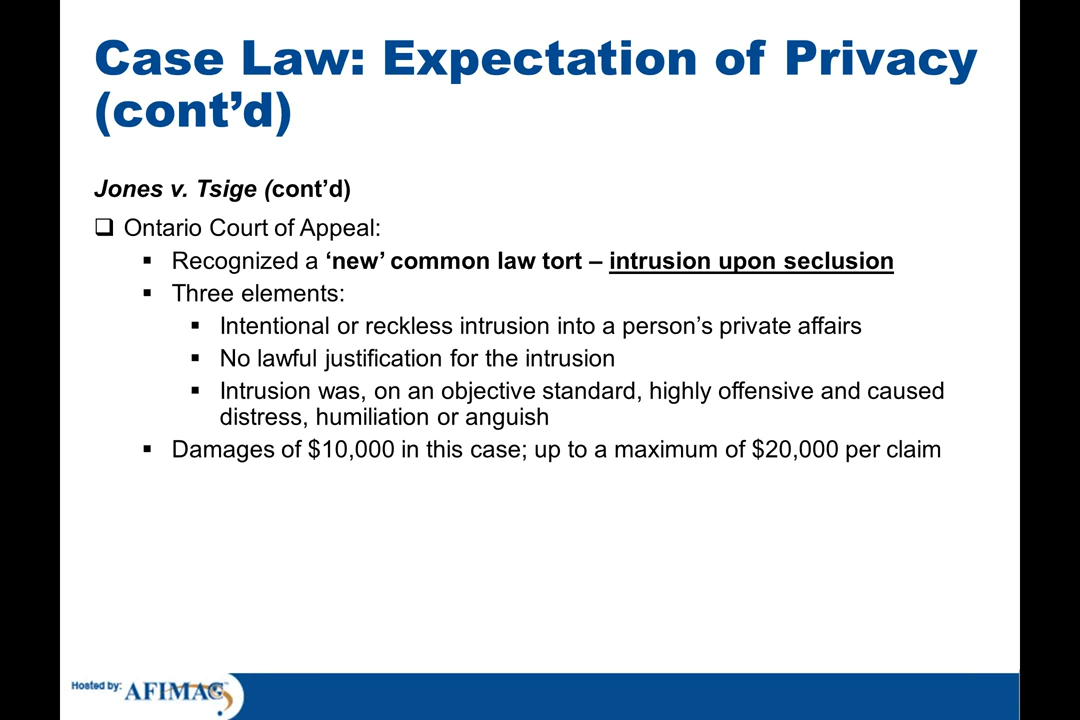 Case Law: Expectation of Privacy
(cont’d)
Jones v. Tsige (cont’d)
❑ Ontario Court of Appeal:
▪ Recognized a ‘new’ common law tort – intrusion upon seclusion
▪ Three elements:
▪ Intentional or reckless intrusion into a person’s private affairs
▪ No lawful justification for the intrusion
▪ Intrusion was, on an objective standard, highly offensive and caused
distress, humiliation or anguish
▪ Damages of $10,000 in this case; up to a maximum of $20,000 per claim
Hosted by: AFIMAC™